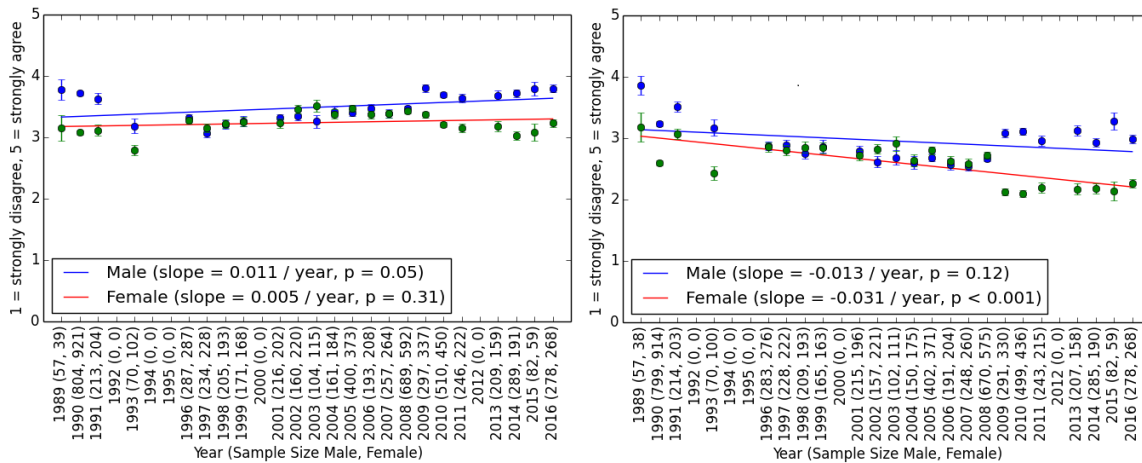 1 = strongly disagree, 5 = strongly agree
5
4
3
2
1
0
Male (slope = 0.011 / year, p = 0.05)
Female (slope = 0.005 / year, p = 0.31)
1989 (57, 39)
1990 (804, 921)
1991 (213, 204)
1992 (0, 0)
1993 (70, 102)
1994 (0, 0)
1995 (0, 0)
1996 (287, 287)
1997 (234, 228)
1998 (205, 193)
1999 (171, 168)
2000 (0, 0)
2001 (216, 202)
2002 (160, 120)
2003 (104, 115)
2004 (161, 184)
2005 (400, 373)
2006 (193, 208)
2007 (257, 264)
2008 (689, 592)
2009 (297, 337)
2010 (510, 450)
2011 (246, 222)
2012 (0, 0)
2013 (209, 159)
2014 (289, 191)
2015 (82, 59)
2016 (278, 268)
Year (Sample Size Male, Female)
1 = strongly disagree, 5 = strongly agree
5
4
3
2
1
0
Male (slope = -0.013 / year, p = 0.12)
Female (slope = -0.031 / year, p < 0.001)
1989 (57, 38)
1990 (799, 914)
1991 (214, 203)
1992 (0, 0)
1993 (70, 100)
1994 (0, 0)
1995 (0, 0)
1996 (283, 276)
1997 (228, 222)
1998 (209, 193)
1999 (165, 163)
2000 (0, 0)
2001 (215, 196)
2002 (157, 121)
2003 (102, 111)
2004 (150, 175)
2005 (402, 371)
2006 (191, 204)
2007 (248, 260)
2008 (670, 575)
2009 (291, 330)
2010 (499, 436)
2011 (243, 215)
2012 (0, 0)
2013 (207, 158)
2014 (285, 190)
2015 (82, 59)
2016 (278, 268)
Year (Sample Size Male, Female)